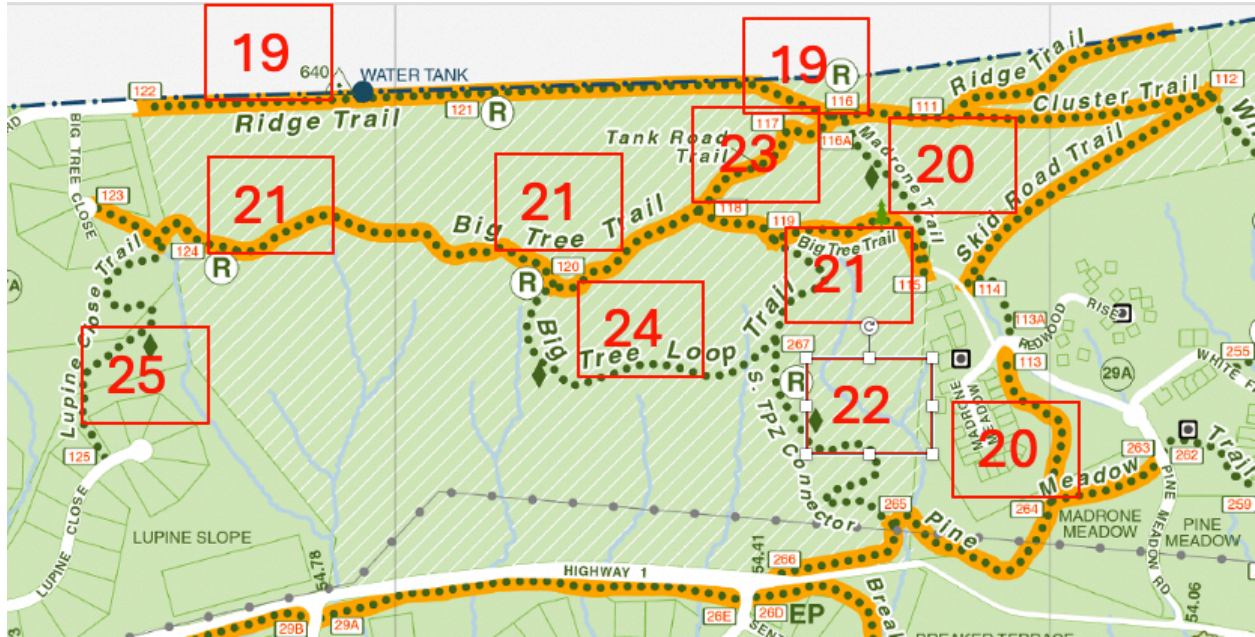 19
19
640
WATER TANK
R
122
121
R
116
111
Ridge Trail
Cluster Trail
112
Ridge Trail
RD
117
116A
Tank Road
Trail
23
20
Madrone Trail
Skid Road Trail
BIG TREE CLOSE
123
21
21
Big Tree Trail
118
119
Big Tree Trail
124
R
120
R
21
115
114
Lupine Close Trail
24
Big Tree Loop Trail
267
R
S. TPZ Connector
22
113A
REDWOOD
RISE
113
29A
255
WHITE
25
MADRONE
MEADOW
20
125
263
262
Trail
259
265
264
Pine Meadow
MADRONE
MEADOW
PINE
MEADOW
PINE MEADOW RD
LUPINE CLOSE
LUPINE SLOPE
54.78
54.41
54.06
HIGHWAY 1
266
29B
29A
26E
26D
EP
BREAKER TERRACE